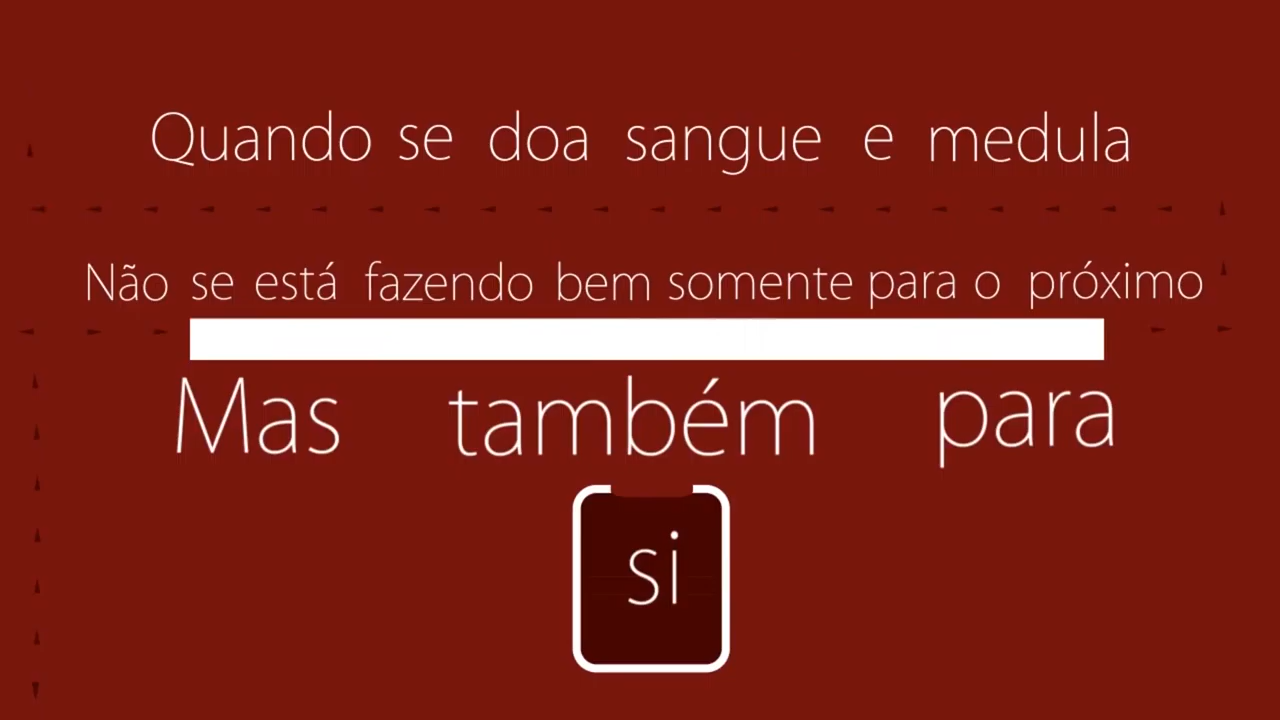 Quando se doa sangue e medula
Não se está fazendo bem somente para o próximo
Mas também para
si